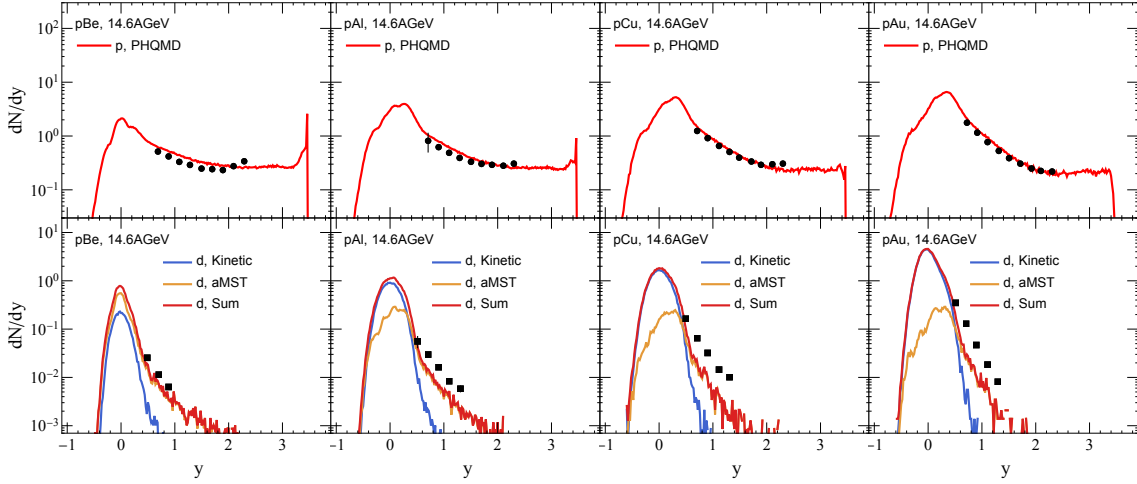 pBe, 14.6AGeV
p, PHQMD
pAl, 14.6AGeV
p, PHQMD
pCu, 14.6AGeV
p, PHQMD
pAu, 14.6AGeV
p, PHQMD
dN/dy
10²
10¹
10⁰
10⁻¹
pBe, 14.6AGeV
d, Kinetic
d, aMST
d, Sum
pAl, 14.6AGeV
d, Kinetic
d, aMST
d, Sum
pCu, 14.6AGeV
d, Kinetic
d, aMST
d, Sum
pAu, 14.6AGeV
d, Kinetic
d, aMST
d, Sum
dN/dy
10¹
10⁰
10⁻¹
10⁻²
10⁻³
−1 0 1 2 3 −1 0 1 2 3 −1 0 1 2 3 −1 0 1 2 3
y y y y